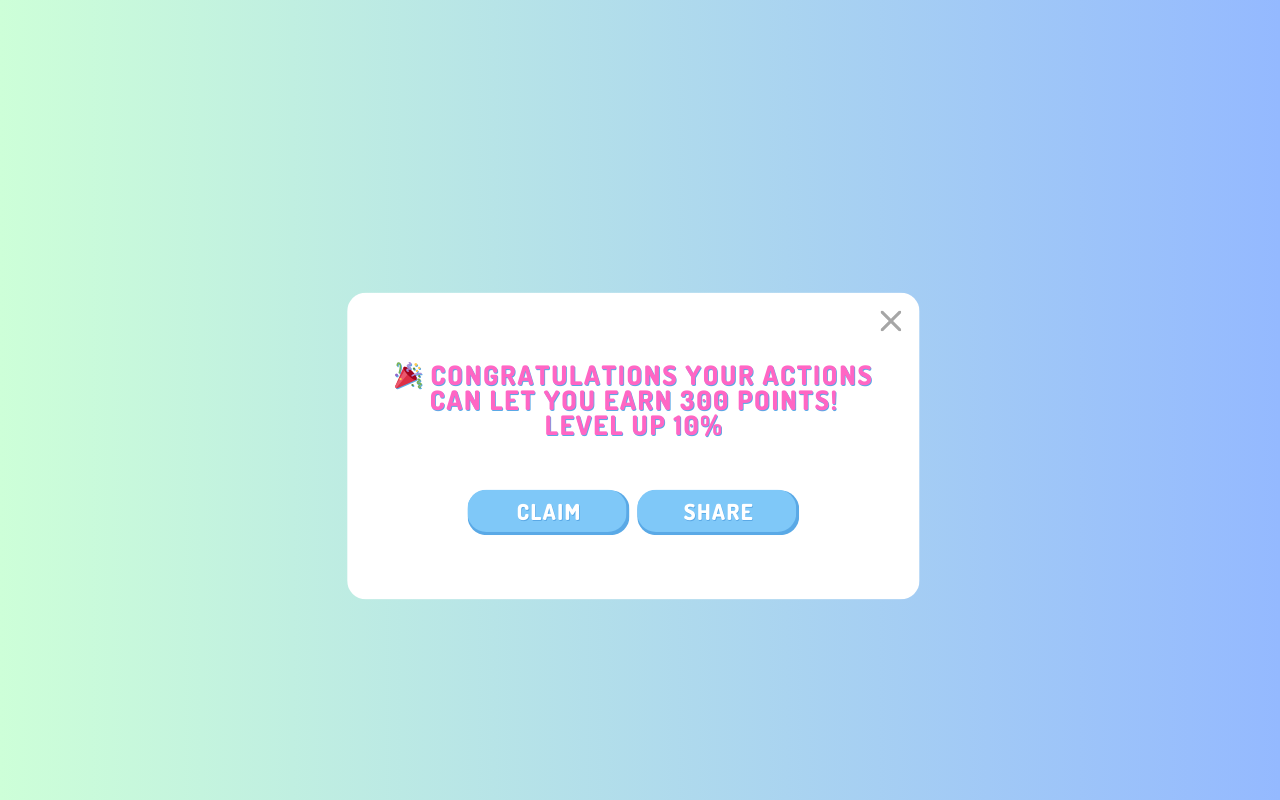 🎉 CONGRATULATIONS YOUR ACTIONS
CAN LET YOU EARN 300 POINTS!
LEVEL UP 10%
CLAIM
SHARE